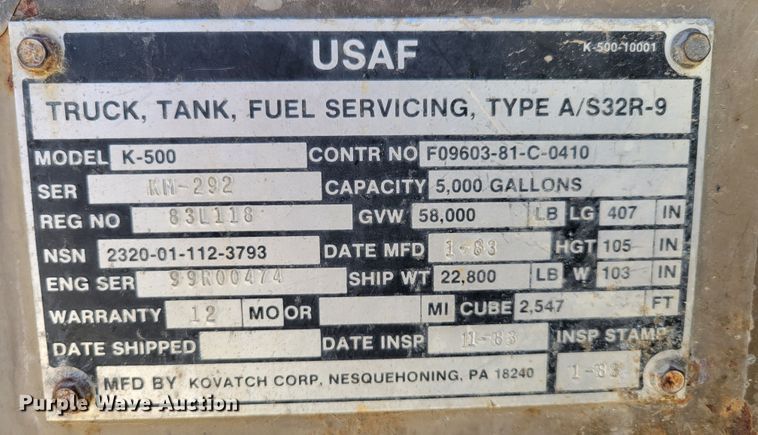 USAF
K-500-10001
TRUCK, TANK, FUEL SERVICING, TYPE A/S32R-9
MODEL K-500 CONTR NO F09603-81-C-0410
SER KM-292 CAPACITY 5,000 GALLONS
REG NO 83L118 GVW 58,000 LB LG 407 IN
NSN 2320-01-112-3793 DATE MFD 1-83 HGT 105 IN
ENG SER 99R00474 SHIP WT 22,800 LB W 103 IN
WARRANTY 12 MO OR MI CUBE 2,547 FT
DATE SHIPPED DATE INSP 11-83 INSP STAMP
MFD BY KOVATCH CORP, NESQUEHONING, PA 18240 1-83
Purple Wave Auction